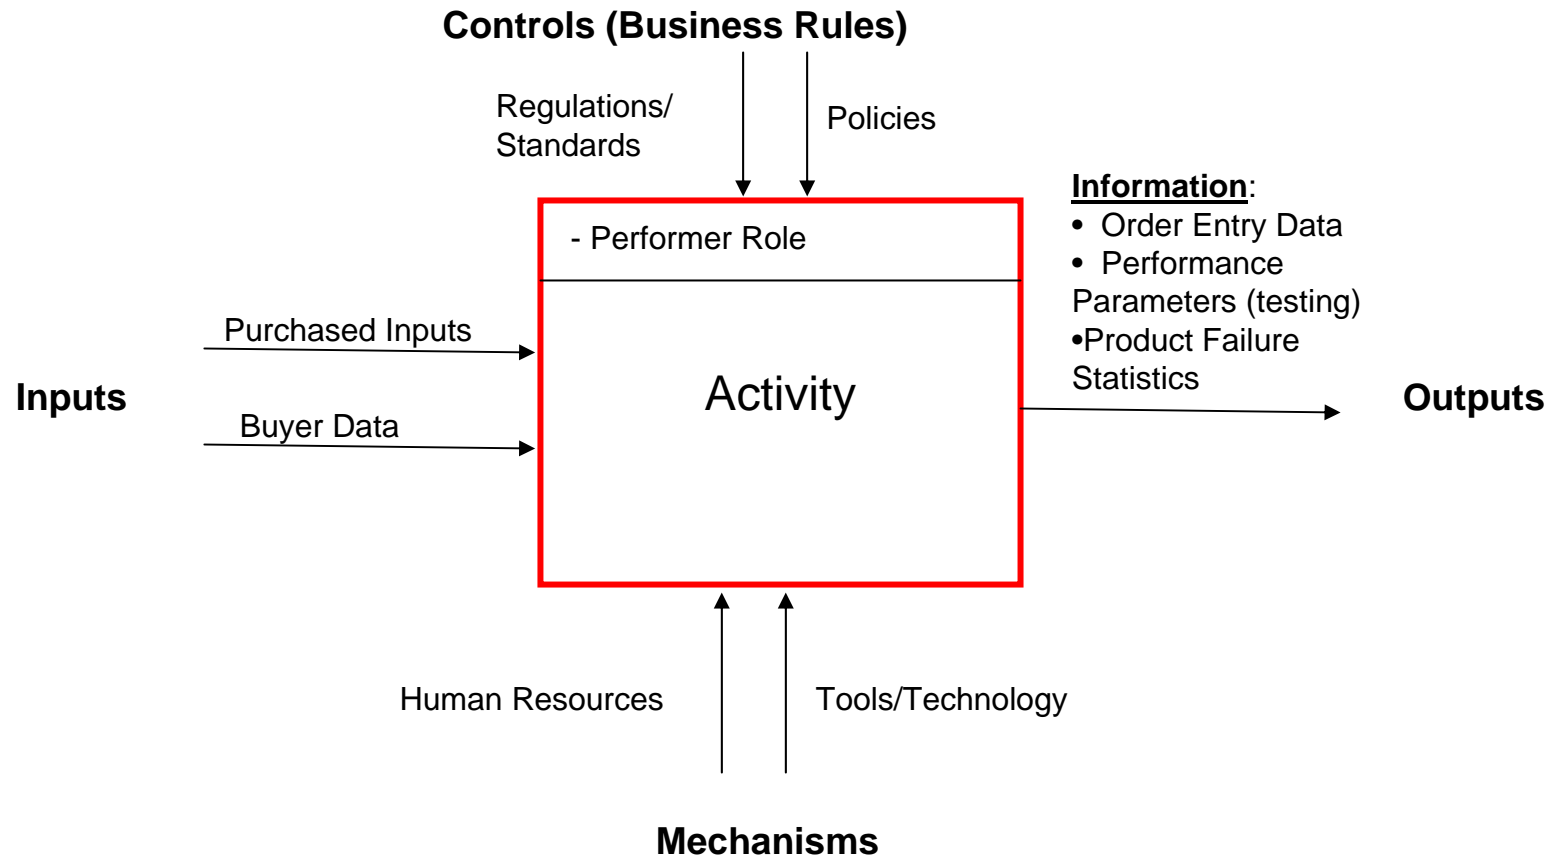 Controls (Business Rules)
Regulations/
Standards
Policies
Information:
• Order Entry Data
• Performance
Parameters (testing)
•Product Failure
Statistics
- Performer Role
Purchased Inputs
Inputs
Activity
Outputs
Buyer Data
Human Resources
Tools/Technology
Mechanisms